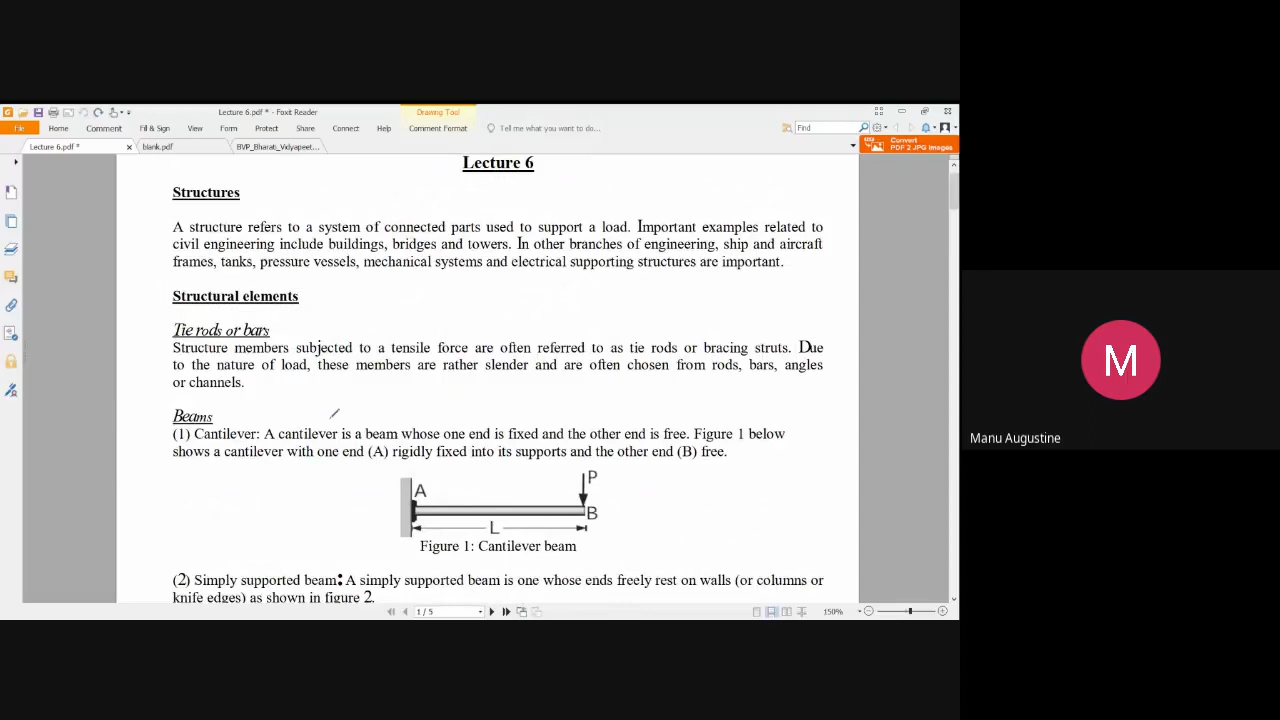 Lecture 6.pdf * - Foxit Reader
Drawing Tool
File Home Comment Fill & Sign View Form Protect Share Connect Help Comment Format Tell me what you want to do... Find
Lecture 6.pdf * blank.pdf BVP_Bharati_Vidyapeet...
Convert
PDF 2 JPG Images
Lecture 6
Structures
A structure refers to a system of connected parts used to support a load. Important examples related to
civil engineering include buildings, bridges and towers. In other branches of engineering, ship and aircraft
frames, tanks, pressure vessels, mechanical systems and electrical supporting structures are important.
Structural elements
Tie rods or bars
Structure members subjected to a tensile force are often referred to as tie rods or bracing struts. Due
to the nature of load, these members are rather slender and are often chosen from rods, bars, angles
or channels.
Beams
(1) Cantilever: A cantilever is a beam whose one end is fixed and the other end is free. Figure 1 below
shows a cantilever with one end (A) rigidly fixed into its supports and the other end (B) free.
P
A
B
L
Figure 1: Cantilever beam
(2) Simply supported beam: A simply supported beam is one whose ends freely rest on walls (or columns or
knife edges) as shown in figure 2.
1 / 5
150%
M
Manu Augustine